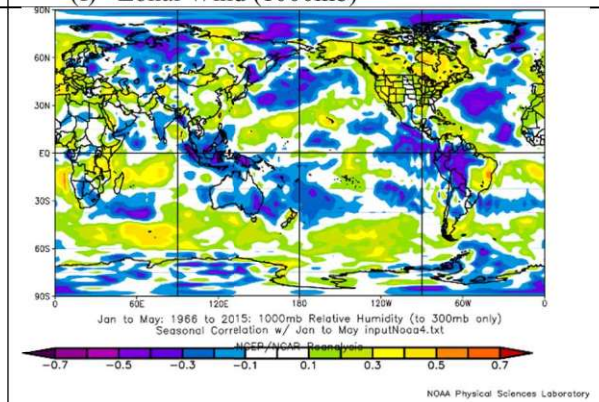 (f) Zonal Wind (1000mb)
90N
60N
30N
EQ
30S
60S
90S
0 60E 120E 180 120W 60W 0
Jan to May: 1966 to 2015: 1000mb Relative Humidity (to 300mb only)
Seasonal Correlation w/ Jan to May inputNoaa4.txt
NCEP/NCAR Reanalysis
-0.7 -0.5 -0.3 -0.1 0.1 0.3 0.5 0.7
NOAA Physical Sciences Laboratory